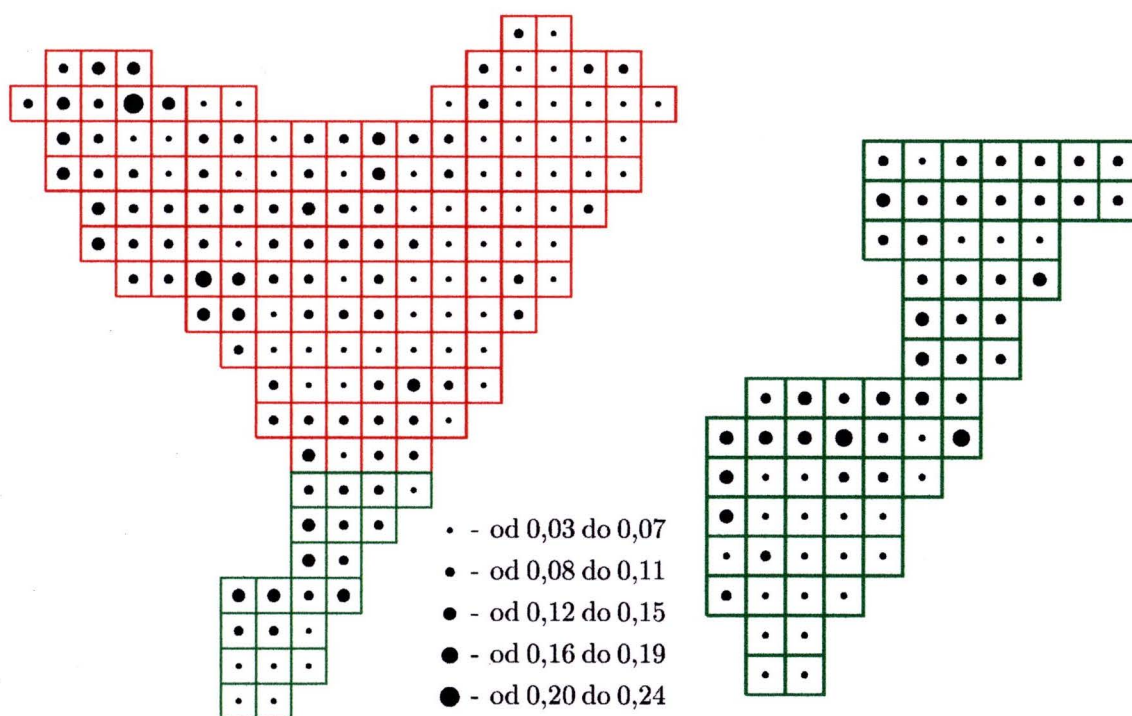 - od 0,03 do 0,07
- od 0,08 do 0,11
- od 0,12 do 0,15
- od 0,16 do 0,19
- od 0,20 do 0,24